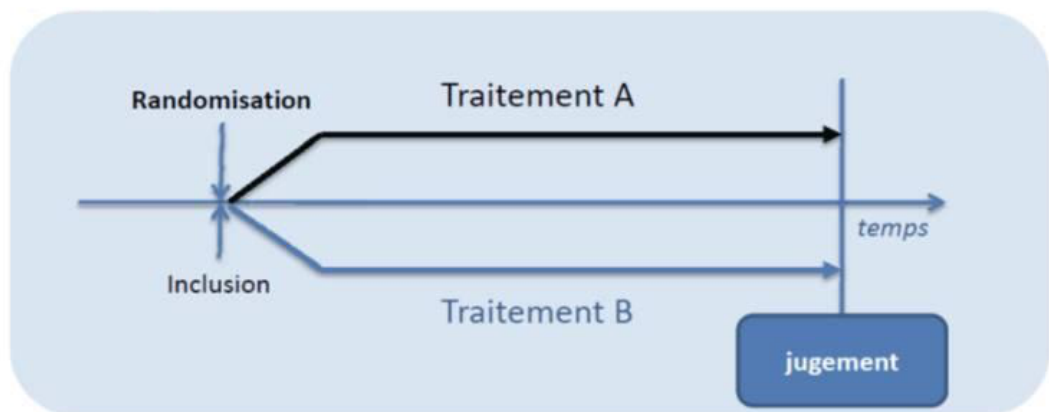 Randomisation
Traitement A
temps
Inclusion
Traitement B
jugement